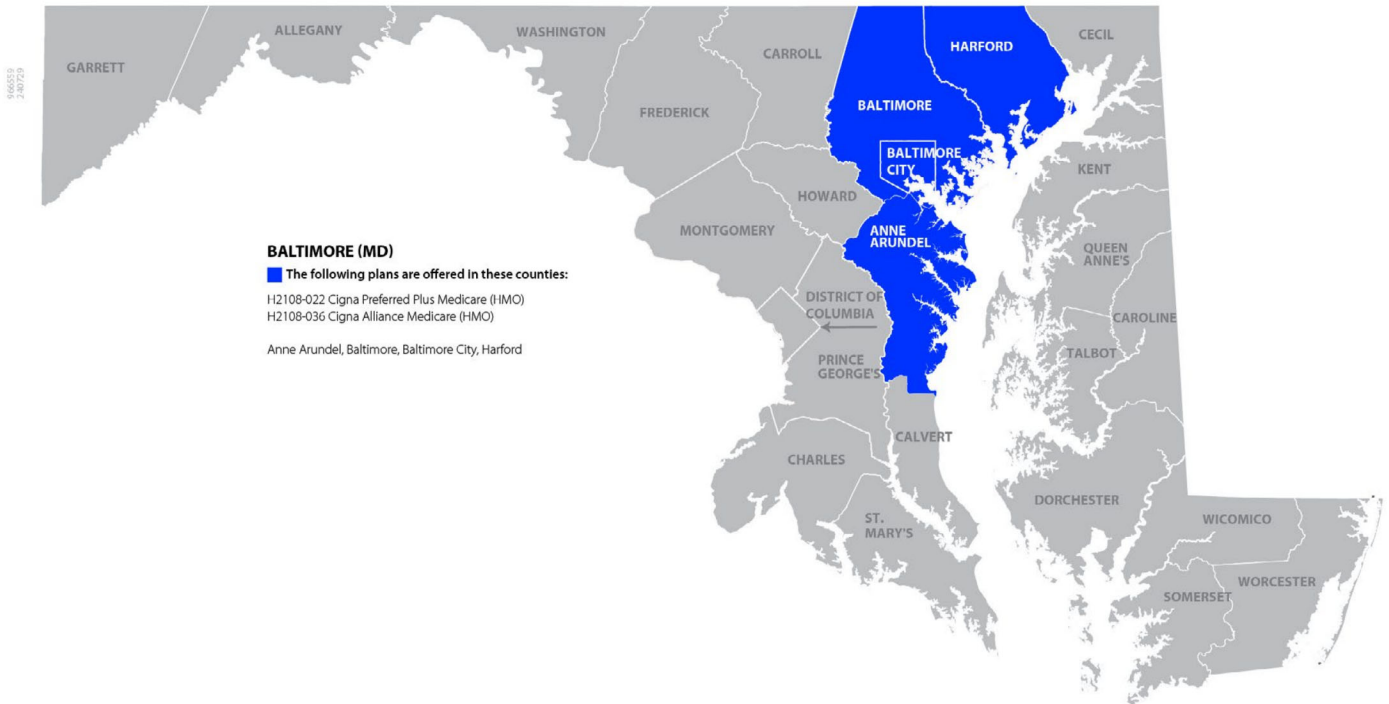 966559
240729
GARRETT
ALLEGANY
WASHINGTON
FREDERICK
CARROLL
BALTIMORE
HARFORD
CECIL
BALTIMORE
CITY
KENT
HOWARD
MONTGOMERY
ANNE
ARUNDEL
QUEEN
ANNE'S
DISTRICT OF
COLUMBIA
CAROLINE
TALBOT
PRINCE
GEORGE'S
CALVERT
CHARLES
ST.
MARY'S
DORCHESTER
WICOMICO
WORCESTER
SOMERSET
BALTIMORE (MD)
The following plans are offered in these counties:
H2108-022 Cigna Preferred Plus Medicare (HMO)
H2108-036 Cigna Alliance Medicare (HMO)
Anne Arundel, Baltimore, Baltimore City, Harford